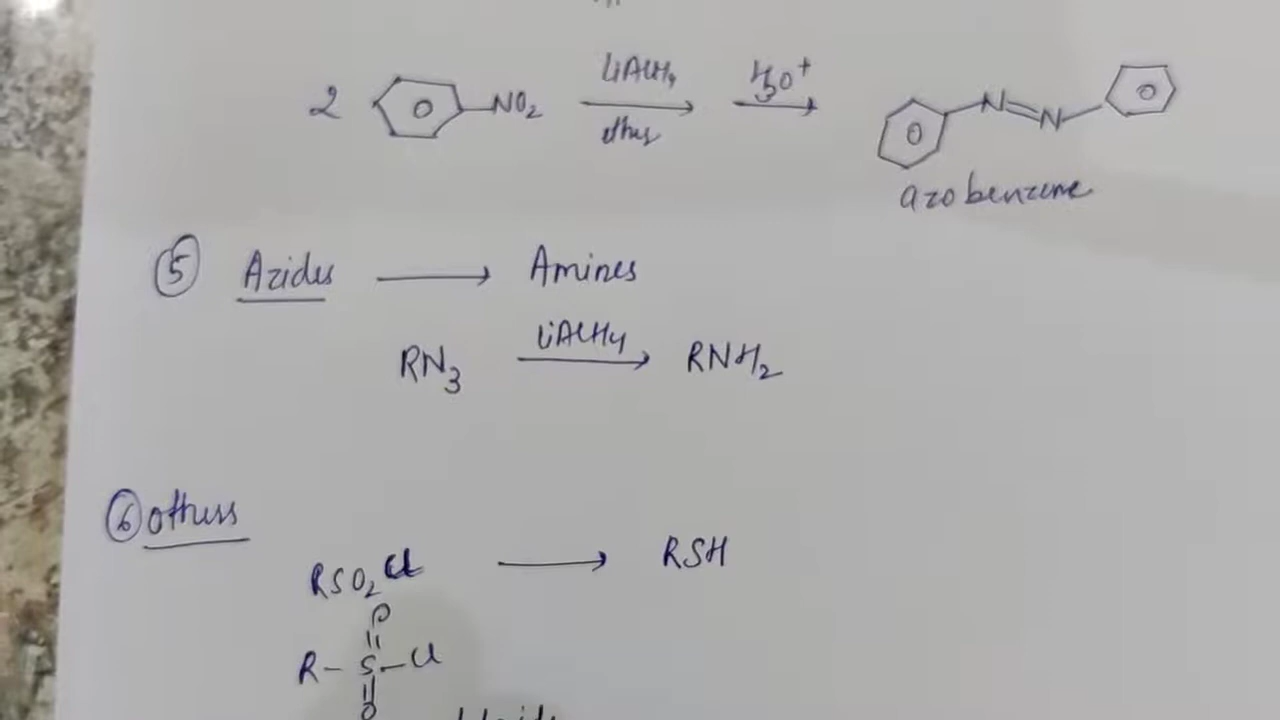 2 NO2 LiAlH4 ether H3O+ N=N
azobenzene
5 Azides → Amines
RN3 LiAlH4 → RNH2
6 others
RSO2Cl → RSH
O
R-S-Cl
O